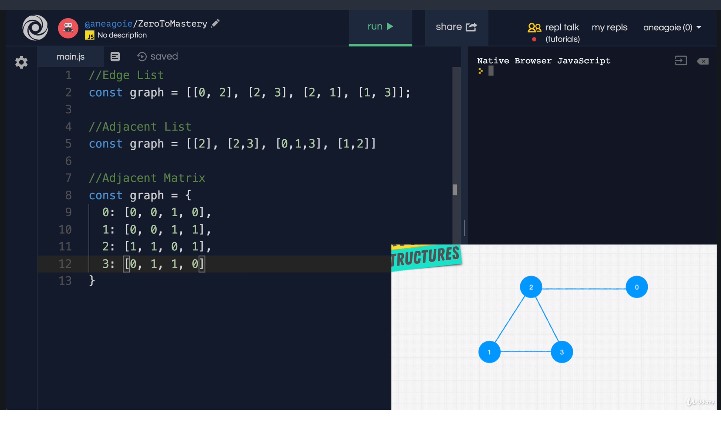 ganeagoie/ZeroToMastery
JS No description
run
share
repl talk
(tutorials)
my repls
aneagoie (0)
main.js
saved
Native Browser JavaScript
1 //Edge List
2 const graph = [[0, 2], [2, 3], [2, 1], [1, 3]];
3
4 //Adjacent List
5 const graph = [[2], [2,3], [0,1,3], [1,2]]
6
7 //Adjacent Matrix
8 const graph = {
9 0: [0, 0, 1, 0],
10 1: [0, 0, 1, 1],
11 2: [1, 1, 0, 1],
12 3: [0, 1, 1, 0]
13 }
TRUCTURES
2
0
1
3